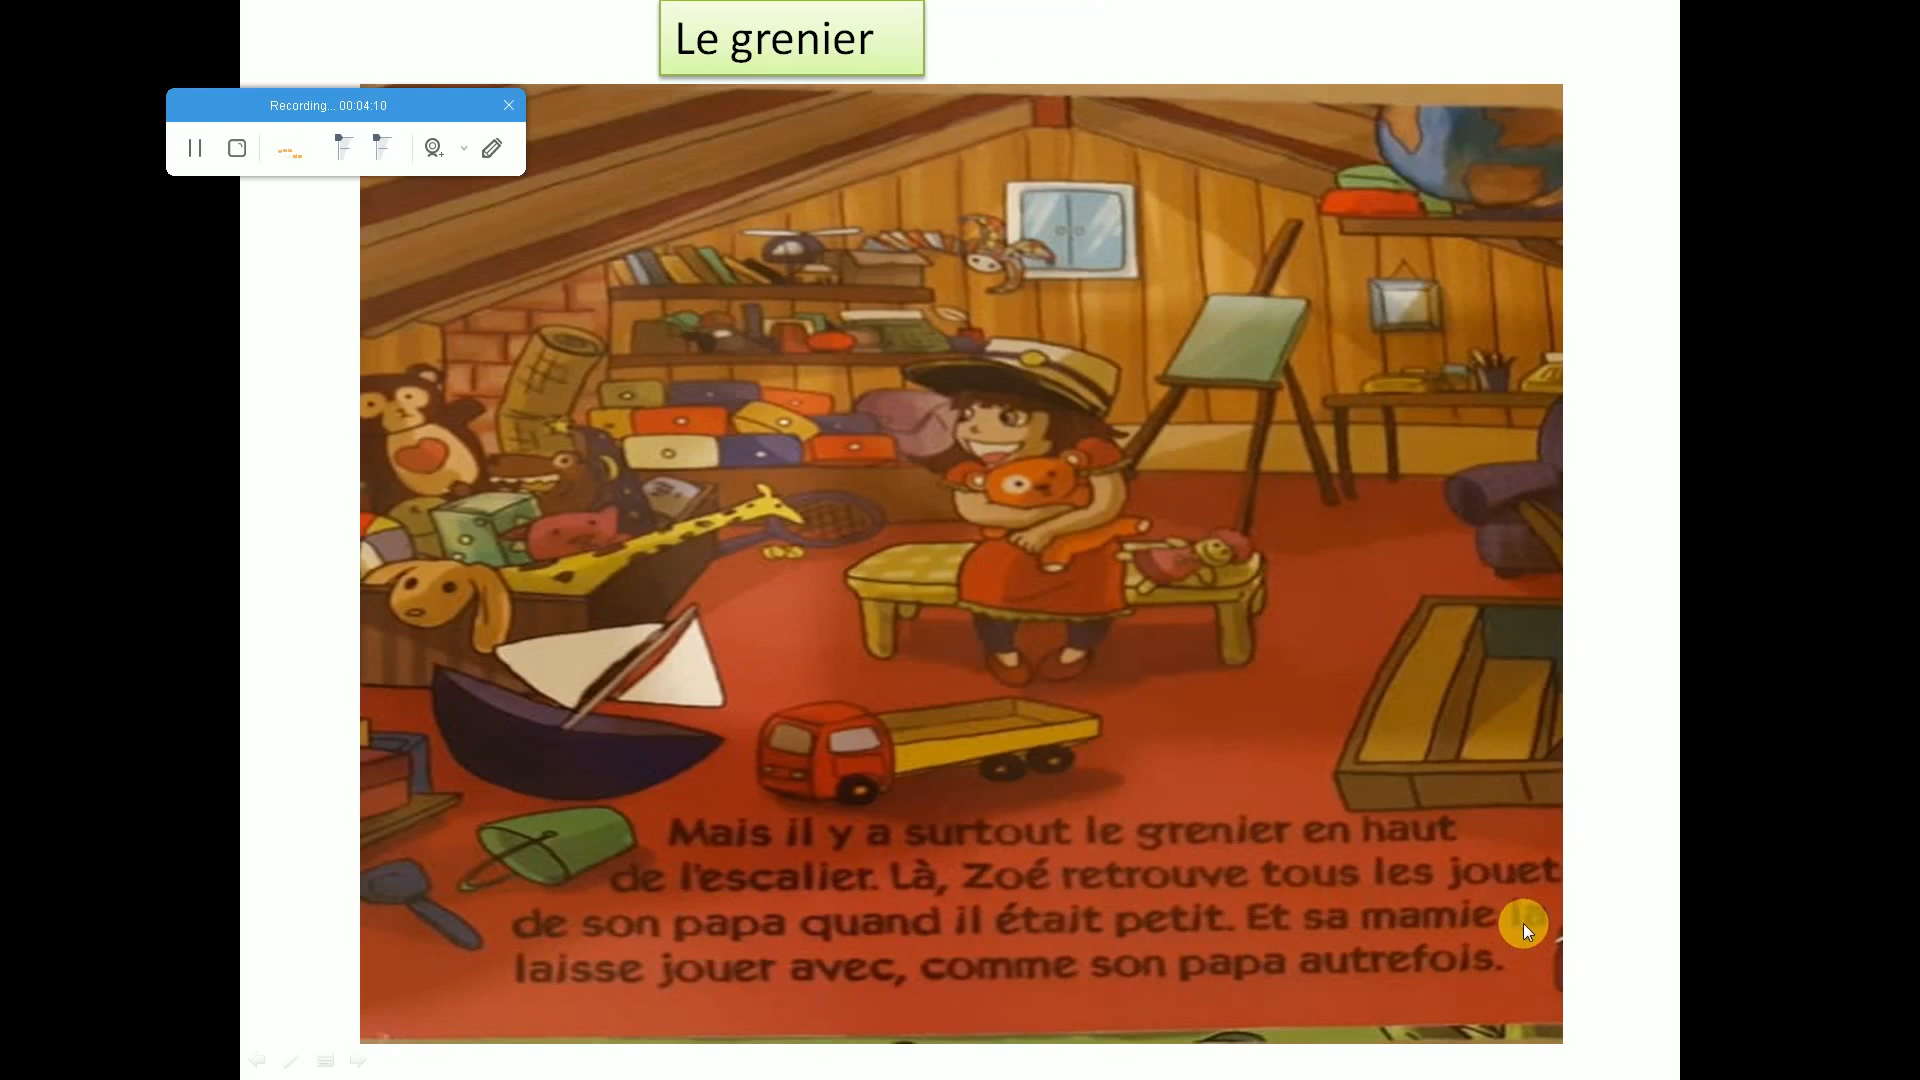 Le grenier
Recording... 00:04:10
Mais il y a surtout le grenier en haut
de l'escalier. Là, Zoé retrouve tous les jouet
de son papa quand il était petit. Et sa mamie la
laisse jouer avec, comme son papa autrefois.